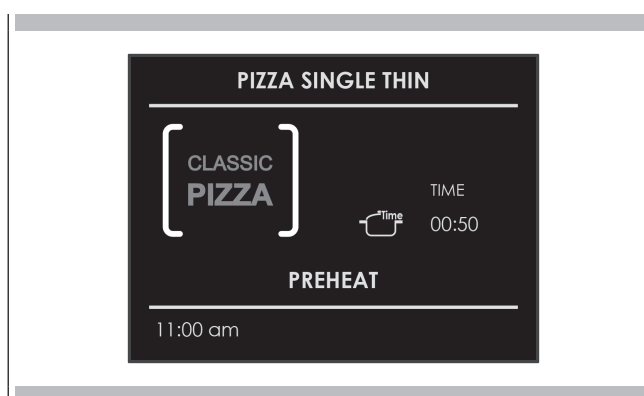 PIZZA SINGLE THIN
CLASSIC
PIZZA
Time
TIME
00:50
PREHEAT
11:00 am